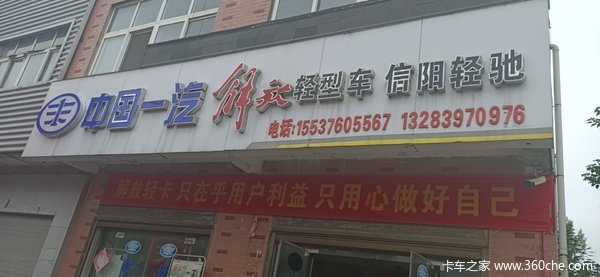 中国一汽 解放 轻型车 信阳轻驰
电话:15537605567 13283970976
解放轻卡 只在乎用户利益 只用心做好自己
卡车之家 www.360che.com